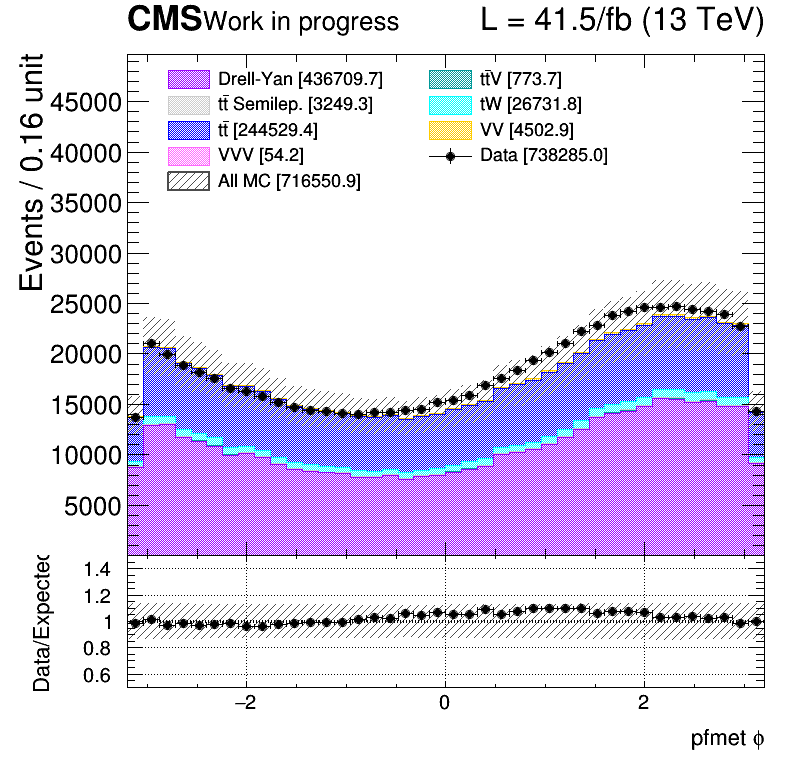 CMS Work in progress L = 41.5/fb (13 TeV)
Events / 0.16 unit
Drell-Yan [436709.7]
tt̄ Semilep. [3249.3]
tt̄ [244529.4]
VVV [54.2]
All MC [716550.9]
tt̄V [773.7]
tW [26731.8]
VV [4502.9]
Data [738285.0]
45000
40000
35000
30000
25000
20000
15000
10000
5000
Data/Expected
1.4
1.2
1
0.8
0.6
−2 0 2
pfmet ϕ